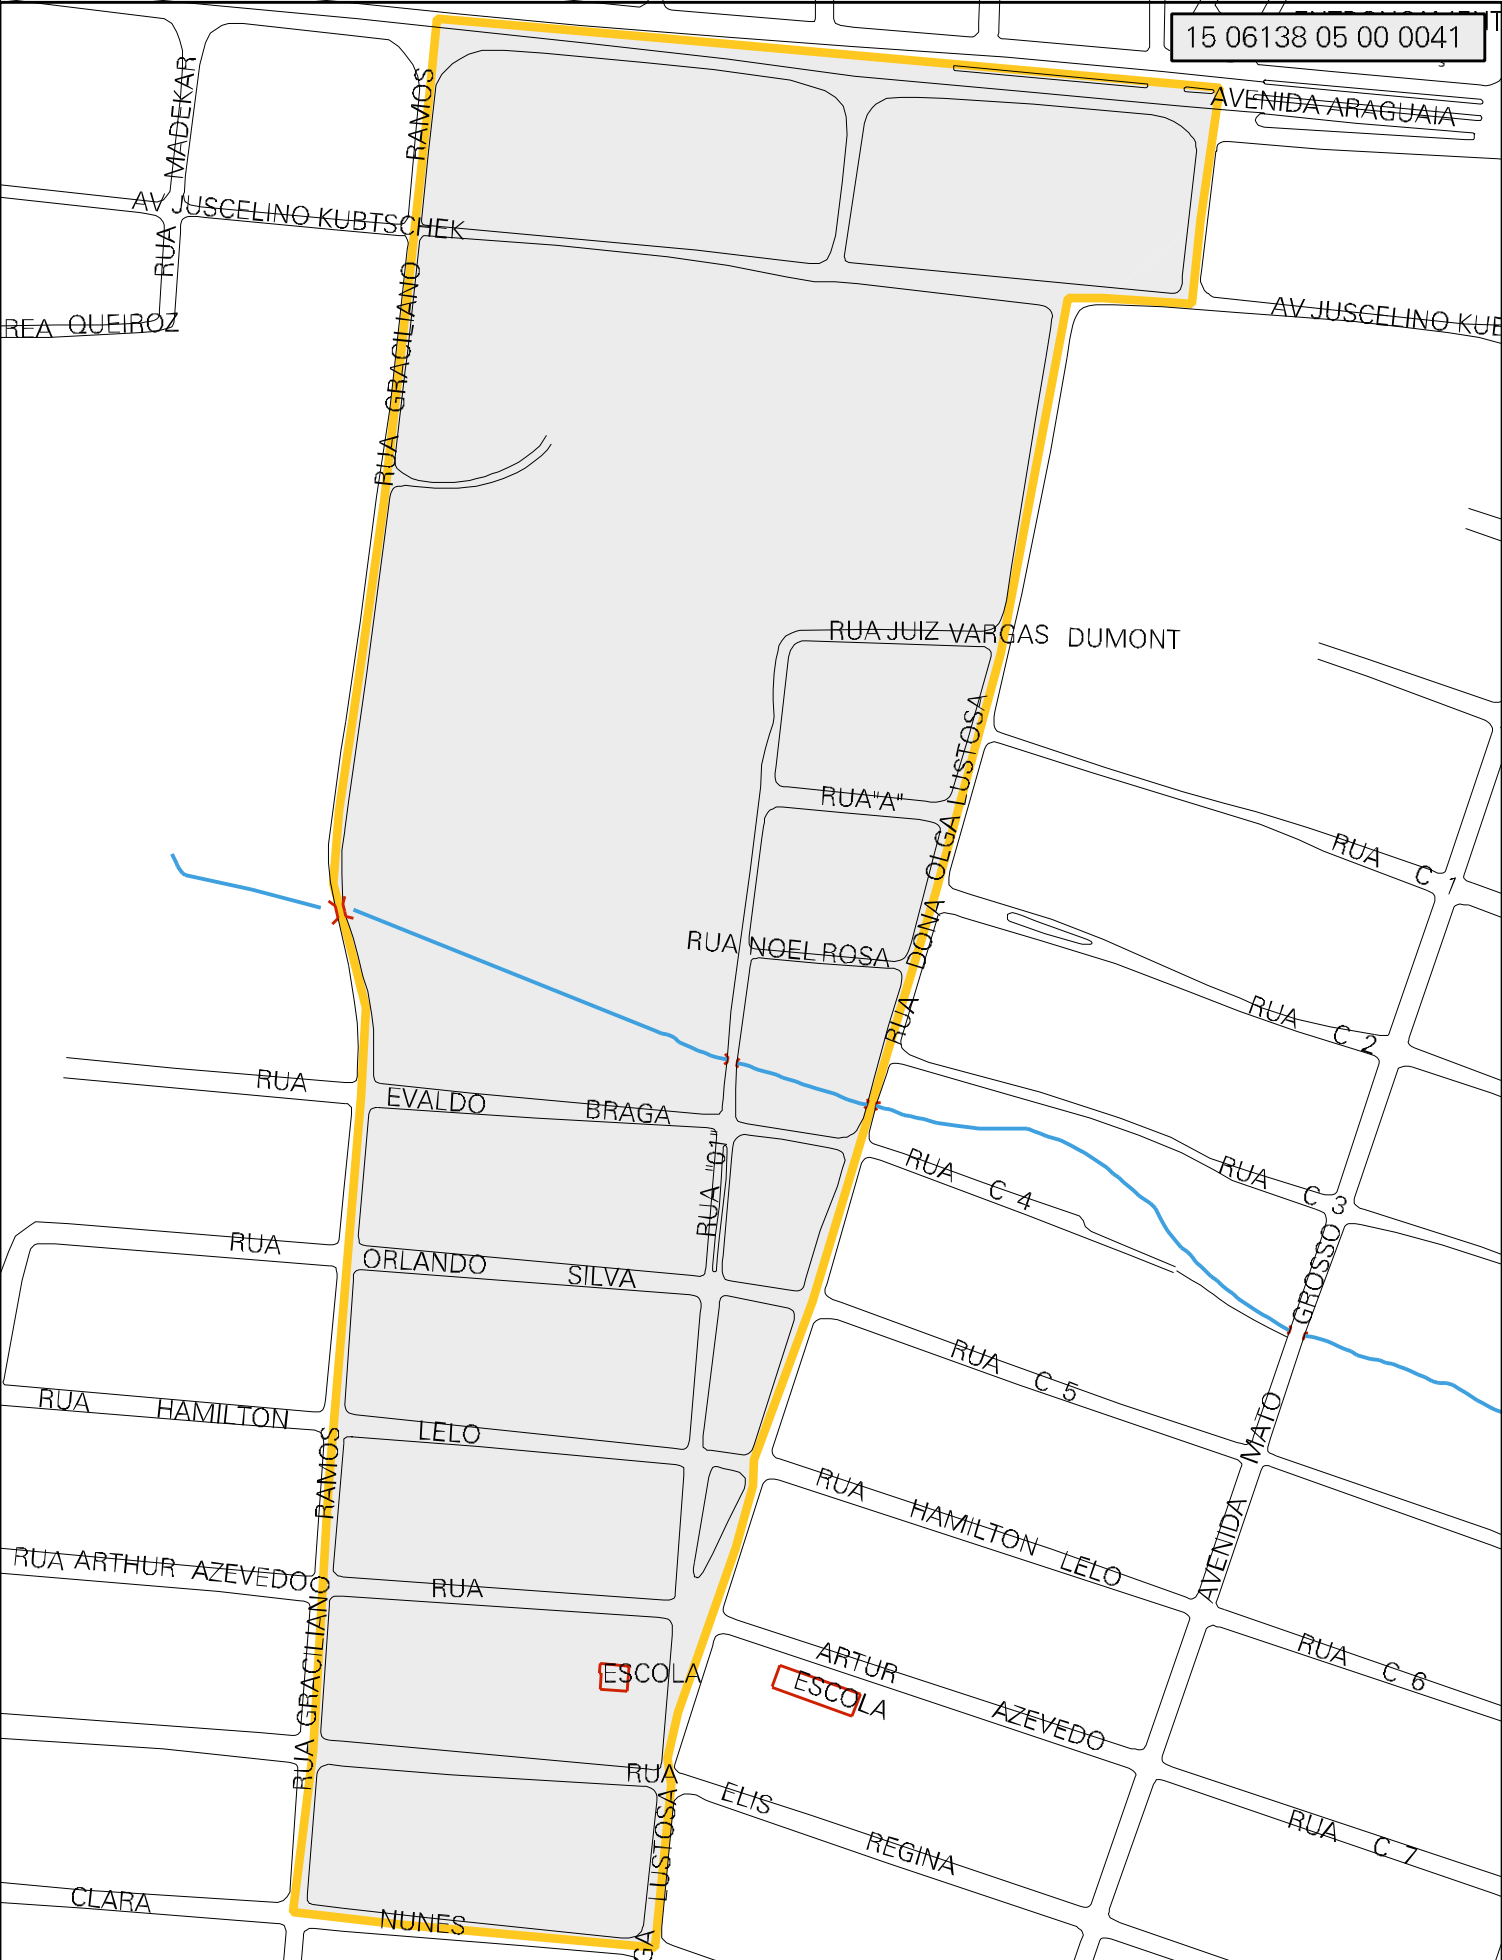 15 06138 05 00 0041
AVENIDA ARAGUAIA
RUA MADEKAR
AV JUSCELINO KUBTSCHEK
RUA GRACILIANO RAMOS
REA QUEIROZ
AV JUSCELINO KUB
RUA JUIZ VARGAS DUMONT
RUA DONA OLGA LUSTOSA
RUA"A"
RUA C 1
RUA NOEL ROSA
RUA C 2
RUA EVALDO BRAGA
RUA "01"
RUA C 3
RUA C 4
RUA ORLANDO SILVA
AVENIDA MATO GROSSO
RUA C 5
RUA HAMILTON LELO
RUA HAMILTON LELO
RUA GRACILIANO RAMOS
RUA ARTHUR AZEVEDO
RUA
ESCOLA
ESCOLA
ARTUR AZEVEDO
RUA C 6
RUA ELIS REGINA
RUA C 7
LUSTOSA
GA
CLARA NUNES